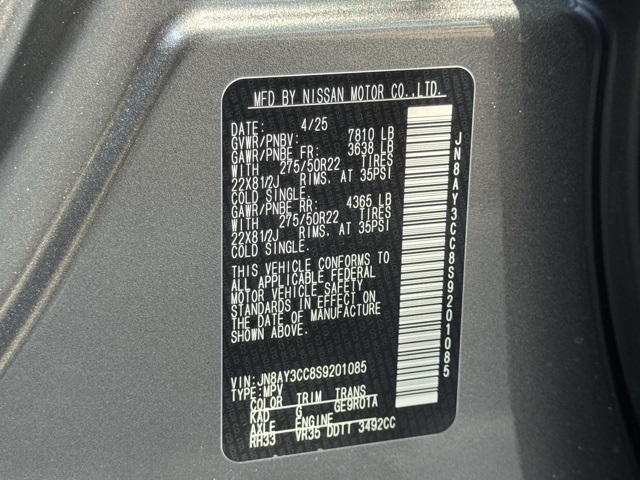 MFD BY NISSAN MOTOR CO.,LTD.
DATE: 4/25
GVWR/PNBV: 7810 LB
GAWR/PNBE FR: 3638 LB
WITH 275/50R22 TIRES
22X81/2J RIMS, AT 35PSI
COLD SINGLE.
GAWR/PNBE RR: 4365 LB
WITH 275/50R22 TIRES
22X81/2J RIMS, AT 35PSI
COLD SINGLE.
THIS VEHICLE CONFORMS TO
ALL APPLICABLE FEDERAL
MOTOR VEHICLE SAFETY
STANDARDS IN EFFECT ON
THE DATE OF MANUFACTURE
SHOWN ABOVE.
VIN:JN8AY3CC8S9201085
TYPE:MPV
COLOR TRIM TRANS
KAD G GE9R01A
AXLE ENGINE
RH33 VR35 DDTT 3492CC
JN8AY3CC8S9201085